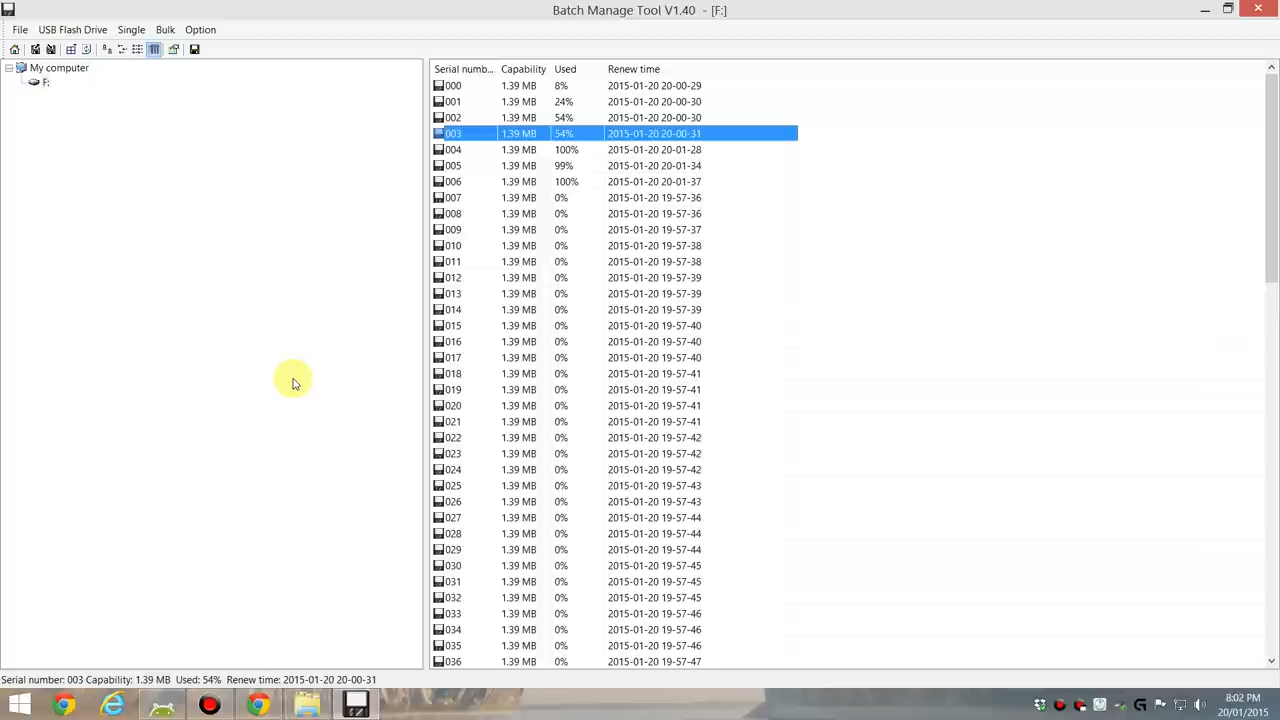 Batch Manage Tool V1.40 - [F:]
File USB Flash Drive Single Bulk Option
My computer
F:
Serial numb... Capability Used Renew time
000 1.39 MB 8% 2015-01-20 20-00-29
001 1.39 MB 24% 2015-01-20 20-00-30
002 1.39 MB 54% 2015-01-20 20-00-30
003 1.39 MB 54% 2015-01-20 20-00-31
004 1.39 MB 100% 2015-01-20 20-01-28
005 1.39 MB 99% 2015-01-20 20-01-34
006 1.39 MB 100% 2015-01-20 20-01-37
007 1.39 MB 0% 2015-01-20 19-57-36
008 1.39 MB 0% 2015-01-20 19-57-36
009 1.39 MB 0% 2015-01-20 19-57-37
010 1.39 MB 0% 2015-01-20 19-57-38
011 1.39 MB 0% 2015-01-20 19-57-38
012 1.39 MB 0% 2015-01-20 19-57-39
013 1.39 MB 0% 2015-01-20 19-57-39
014 1.39 MB 0% 2015-01-20 19-57-39
015 1.39 MB 0% 2015-01-20 19-57-40
016 1.39 MB 0% 2015-01-20 19-57-40
017 1.39 MB 0% 2015-01-20 19-57-40
018 1.39 MB 0% 2015-01-20 19-57-41
019 1.39 MB 0% 2015-01-20 19-57-41
020 1.39 MB 0% 2015-01-20 19-57-41
021 1.39 MB 0% 2015-01-20 19-57-41
022 1.39 MB 0% 2015-01-20 19-57-42
023 1.39 MB 0% 2015-01-20 19-57-42
024 1.39 MB 0% 2015-01-20 19-57-42
025 1.39 MB 0% 2015-01-20 19-57-43
026 1.39 MB 0% 2015-01-20 19-57-43
027 1.39 MB 0% 2015-01-20 19-57-44
028 1.39 MB 0% 2015-01-20 19-57-44
029 1.39 MB 0% 2015-01-20 19-57-44
030 1.39 MB 0% 2015-01-20 19-57-45
031 1.39 MB 0% 2015-01-20 19-57-45
032 1.39 MB 0% 2015-01-20 19-57-45
033 1.39 MB 0% 2015-01-20 19-57-46
034 1.39 MB 0% 2015-01-20 19-57-46
035 1.39 MB 0% 2015-01-20 19-57-46
036 1.39 MB 0% 2015-01-20 19-57-47
Serial number: 003 Capability: 1.39 MB Used: 54% Renew time: 2015-01-20 20-00-31
8:02 PM
20/01/2015